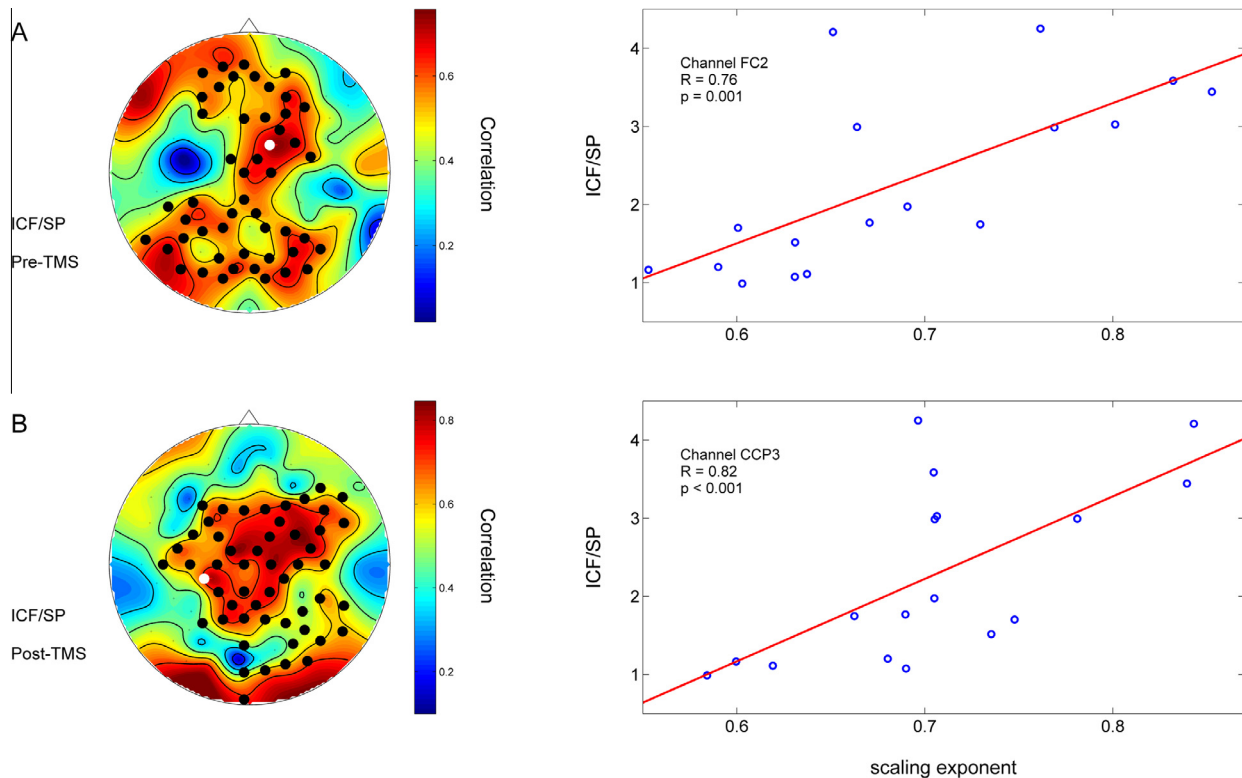 A
ICF/SP
Pre-TMS
0.6
0.4
0.2
Correlation
Channel FC2
R = 0.76
p = 0.001
4
3
2
1
ICF/SP
0.6 0.7 0.8
B
ICF/SP
Post-TMS
0.8
0.6
0.4
0.2
Correlation
Channel CCP3
R = 0.82
p < 0.001
4
3
2
1
ICF/SP
0.6 0.7 0.8
scaling exponent